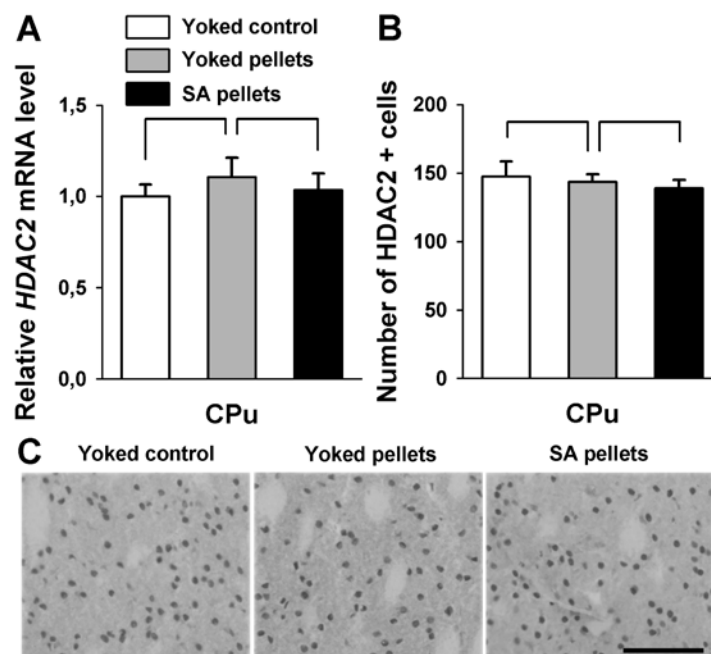 A
Yoked control
Yoked pellets
SA pellets
Relative HDAC2 mRNA level
1,5
1,0
0,5
0,0
CPu
B
Number of HDAC2 + cells
200
150
100
50
0
CPu
C
Yoked control
Yoked pellets
SA pellets